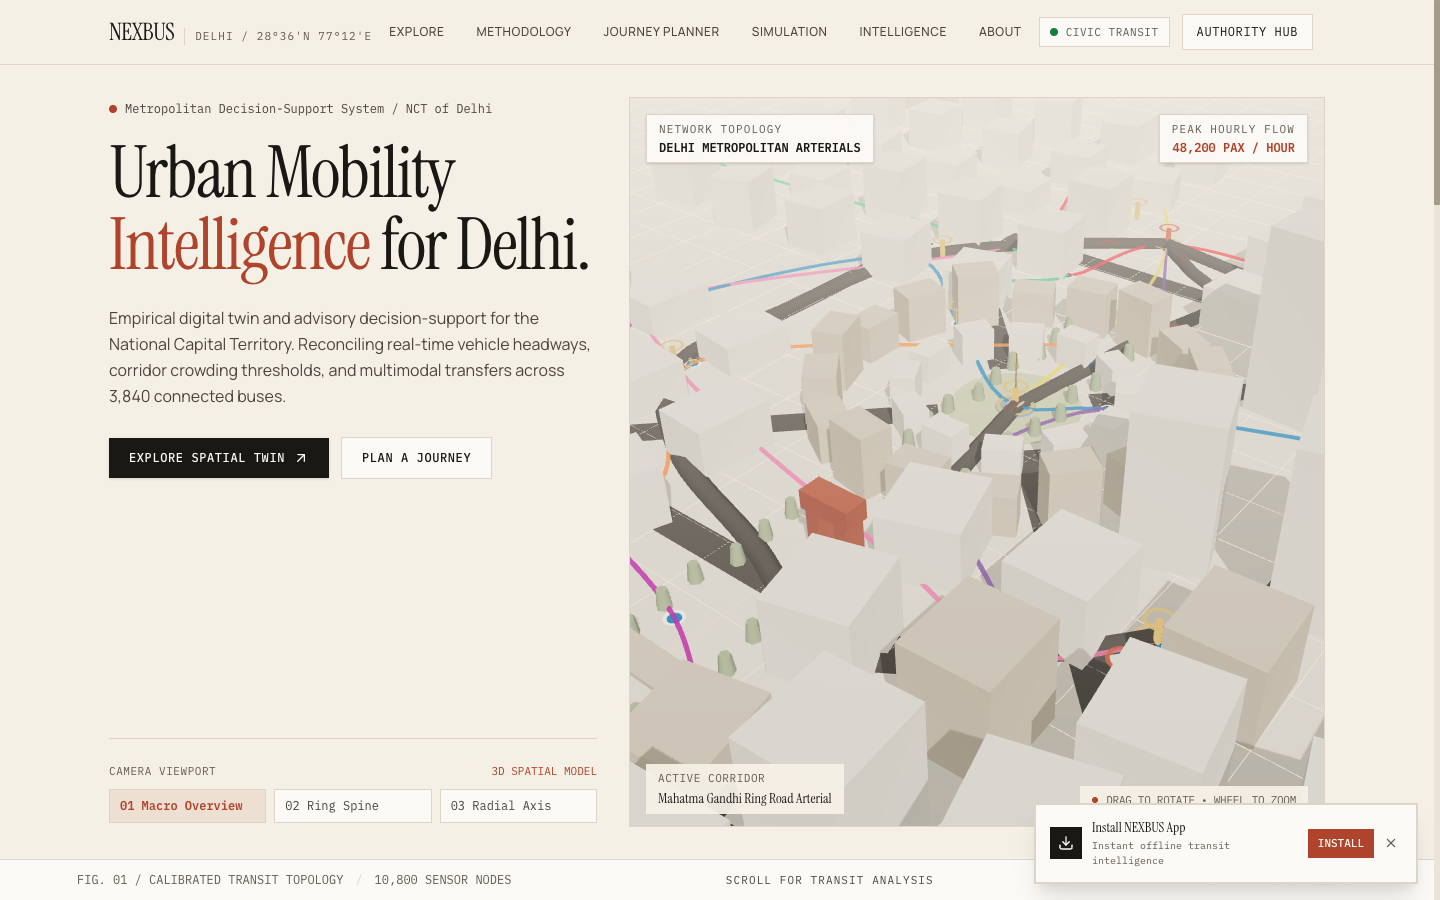 NEXBUS
DELHI / 28°36'N 77°12'E
EXPLORE
METHODOLOGY
JOURNEY PLANNER
SIMULATION
INTELLIGENCE
ABOUT
CIVIC TRANSIT
AUTHORITY HUB
Metropolitan Decision-Support System / NCT of Delhi
Urban Mobility
Intelligence for Delhi.
Empirical digital twin and advisory decision-support for the
National Capital Territory. Reconciling real-time vehicle headways,
corridor crowding thresholds, and multimodal transfers across
3,840 connected buses.
EXPLORE SPATIAL TWIN
PLAN A JOURNEY
CAMERA VIEWPORT
3D SPATIAL MODEL
01 Macro Overview
02 Ring Spine
03 Radial Axis
NETWORK TOPOLOGY
DELHI METROPOLITAN ARTERIALS
PEAK HOURLY FLOW
48,200 PAX / HOUR
ACTIVE CORRIDOR
Mahatma Gandhi Ring Road Arterial
DRAG TO ROTATE • WHEEL TO ZOOM
Install NEXBUS App
Instant offline transit
intelligence
INSTALL
FIG. 01 / CALIBRATED TRANSIT TOPOLOGY / 10,800 SENSOR NODES
SCROLL FOR TRANSIT ANALYSIS